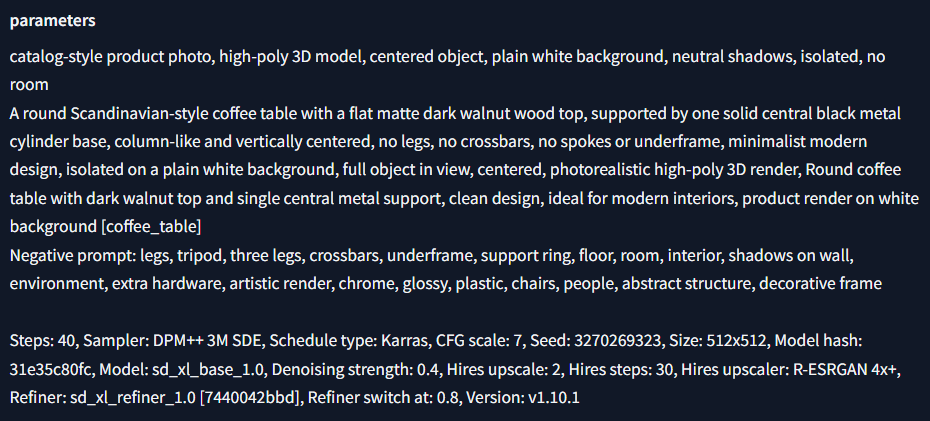 parameters
catalog-style product photo, high-poly 3D model, centered object, plain white background, neutral shadows, isolated, no
room
A round Scandinavian-style coffee table with a flat matte dark walnut wood top, supported by one solid central black metal
cylinder base, column-like and vertically centered, no legs, no crossbars, no spokes or underframe, minimalist modern
design, isolated on a plain white background, full object in view, centered, photorealistic high-poly 3D render, Round coffee
table with dark walnut top and single central metal support, clean design, ideal for modern interiors, product render on white
background [coffee_table]
Negative prompt: legs, tripod, three legs, crossbars, underframe, support ring, floor, room, interior, shadows on wall,
environment, extra hardware, artistic render, chrome, glossy, plastic, chairs, people, abstract structure, decorative frame
Steps: 40, Sampler: DPM++ 3M SDE, Schedule type: Karras, CFG scale: 7, Seed: 3270269323, Size: 512x512, Model hash:
31e35c80fc, Model: sd_xl_base_1.0, Denoising strength: 0.4, Hires upscale: 2, Hires steps: 30, Hires upscaler: R-ESRGAN 4x+,
Refiner: sd_xl_refiner_1.0 [7440042bbd], Refiner switch at: 0.8, Version: v1.10.1